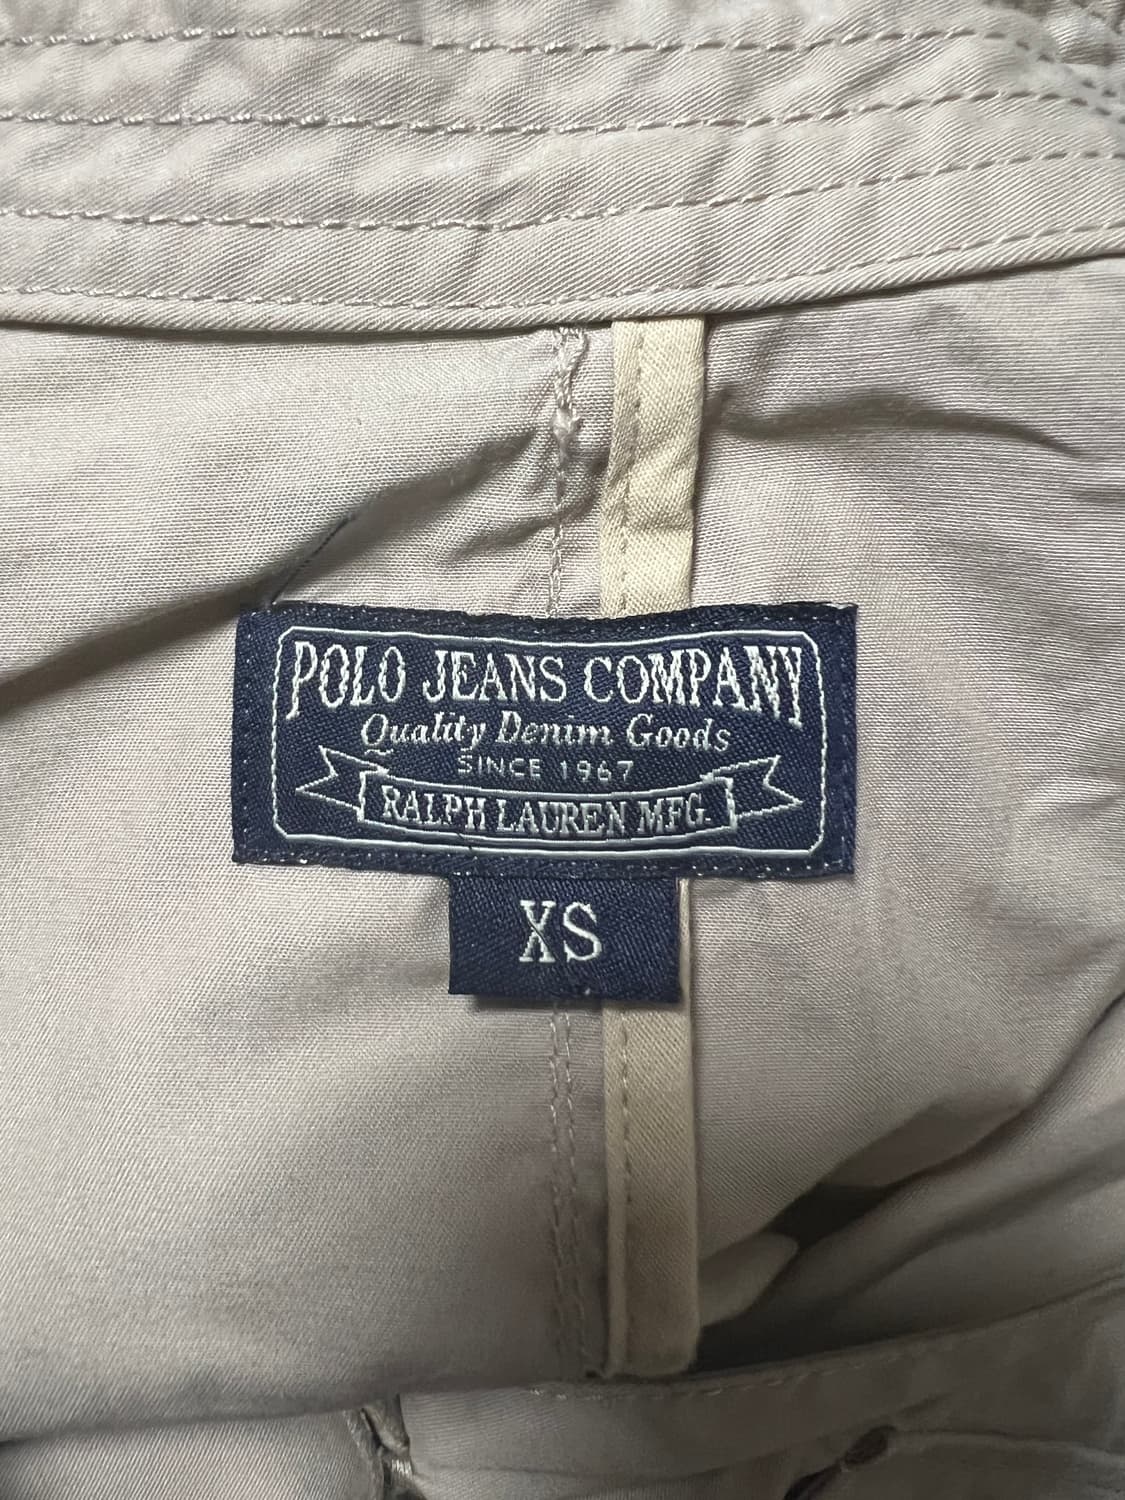 POLO JEANS COMPANY
Quality Denim Goods
SINCE 1967
RALPH LAUREN MFG.
XS